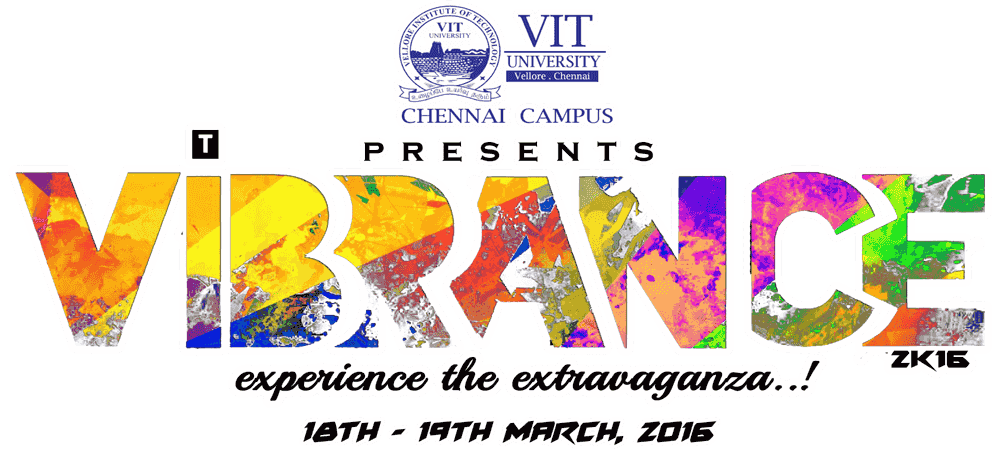 VELLORE INSTITUTE OF TECHNOLOGY
VIT
UNIVERSITY
VIT
UNIVERSITY
Vellore . Chennai
CHENNAI CAMPUS
PRESENTS
T
VIBRANCE
2K16
experience the extravaganza..!
18TH - 19TH MARCH, 2016